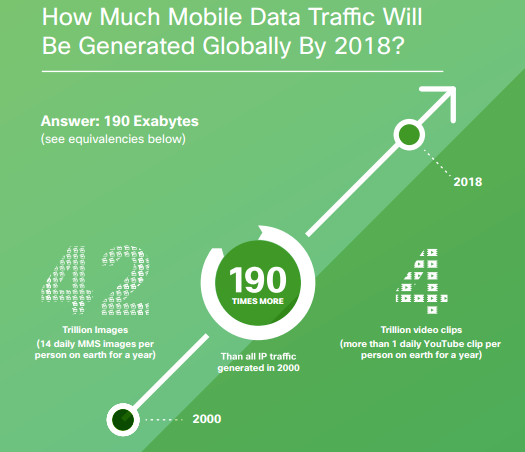 How Much Mobile Data Traffic Will
Be Generated Globally By 2018?
Answer: 190 Exabytes
(see equivalencies below)
2018
42
Trillion Images
(14 daily MMS images per
person on earth for a year)
190
TIMES MORE
Than all IP traffic
generated in 2000
4
Trillion video clips
(more than 1 daily YouTube clip per
person on earth for a year)
2000